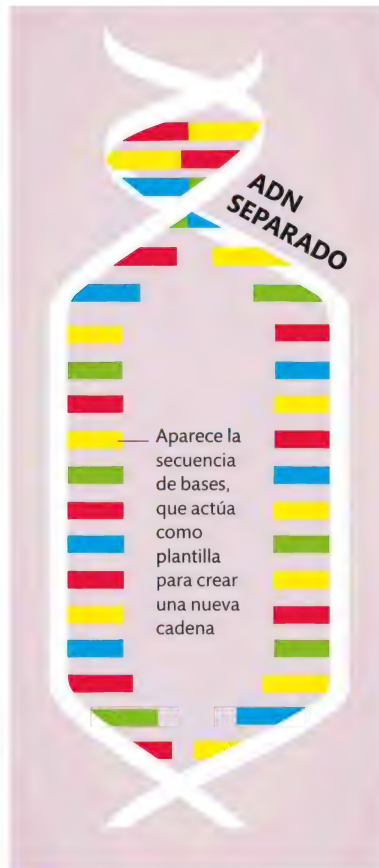 ADN
SEPARADO
Aparece la
secuencia
de bases,
que actúa
como
plantilla
para crear
una nueva
cadena